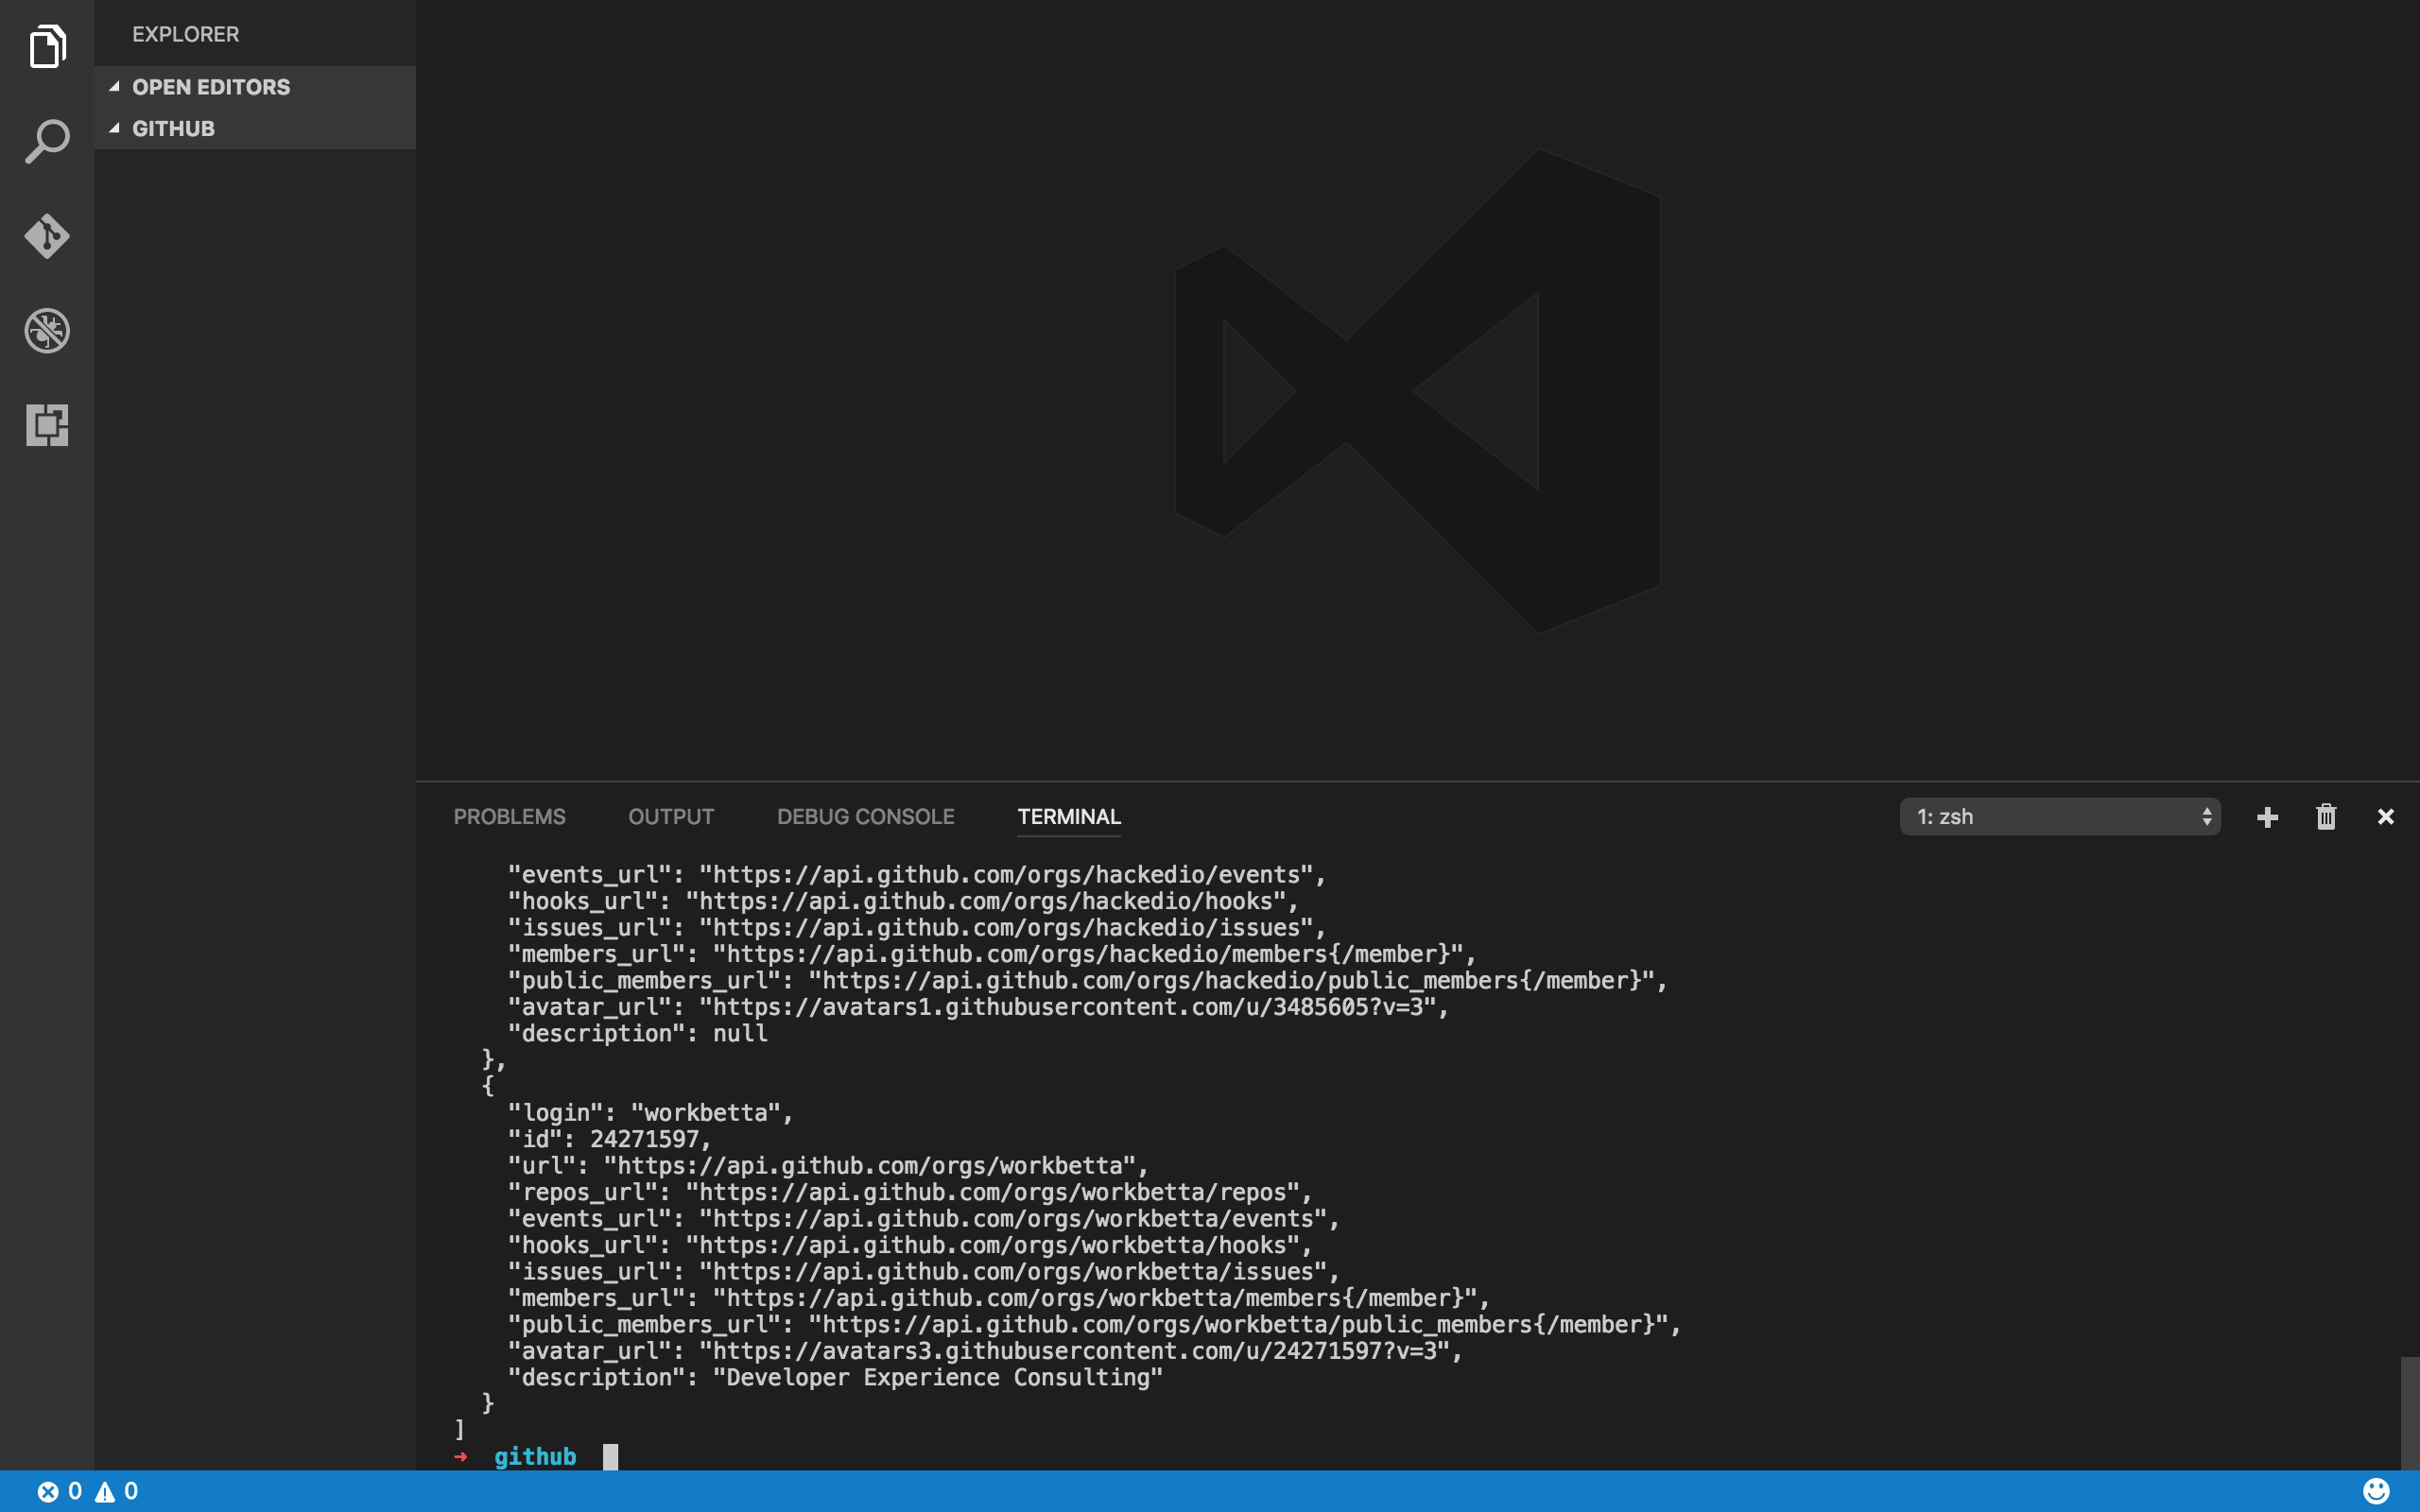 EXPLORER
OPEN EDITORS
GITHUB
PROBLEMS OUTPUT DEBUG CONSOLE TERMINAL 1: zsh
"events_url": "https://api.github.com/orgs/hackedio/events",
"hooks_url": "https://api.github.com/orgs/hackedio/hooks",
"issues_url": "https://api.github.com/orgs/hackedio/issues",
"members_url": "https://api.github.com/orgs/hackedio/members{/member}",
"public_members_url": "https://api.github.com/orgs/hackedio/public_members{/member}",
"avatar_url": "https://avatars1.githubusercontent.com/u/3485605?v=3",
"description": null
},
{
"login": "workbetta",
"id": 24271597,
"url": "https://api.github.com/orgs/workbetta",
"repos_url": "https://api.github.com/orgs/workbetta/repos",
"events_url": "https://api.github.com/orgs/workbetta/events",
"hooks_url": "https://api.github.com/orgs/workbetta/hooks",
"issues_url": "https://api.github.com/orgs/workbetta/issues",
"members_url": "https://api.github.com/orgs/workbetta/members{/member}",
"public_members_url": "https://api.github.com/orgs/workbetta/public_members{/member}",
"avatar_url": "https://avatars3.githubusercontent.com/u/24271597?v=3",
"description": "Developer Experience Consulting"
}
]
➜ github
0 0